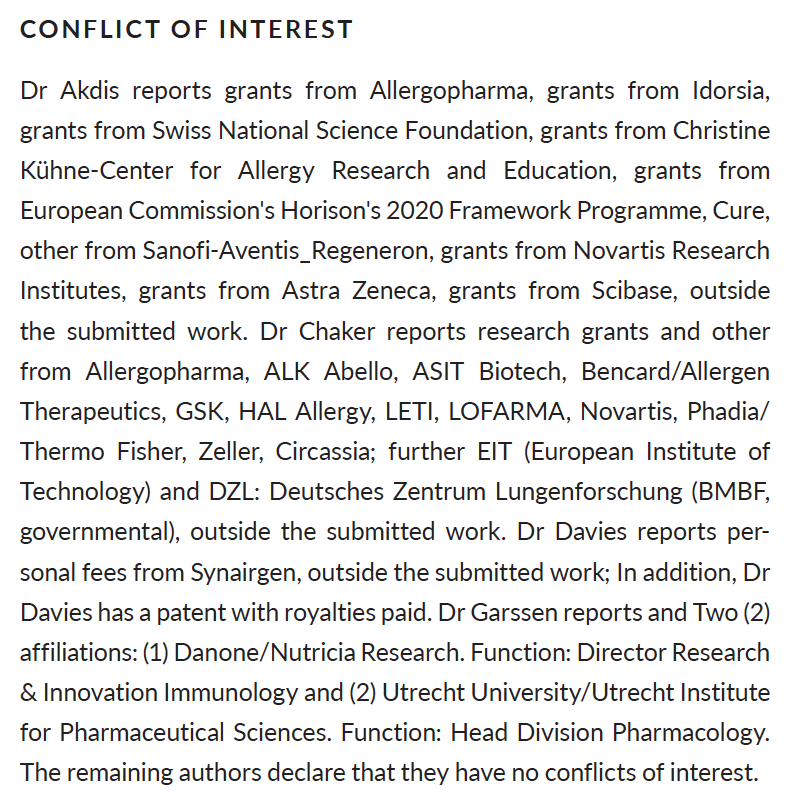 CONFLICT OF INTEREST
Dr Akdis reports grants from Allergopharma, grants from Idorsia,
grants from Swiss National Science Foundation, grants from Christine
Kühne-Center for Allergy Research and Education, grants from
European Commission's Horison's 2020 Framework Programme, Cure,
other from Sanofi-Aventis_Regeneron, grants from Novartis Research
Institutes, grants from Astra Zeneca, grants from Scibase, outside
the submitted work. Dr Chaker reports research grants and other
from Allergopharma, ALK Abello, ASIT Biotech, Bencard/Allergen
Therapeutics, GSK, HAL Allergy, LETI, LOFARMA, Novartis, Phadia/
Thermo Fisher, Zeller, Circassia; further EIT (European Institute of
Technology) and DZL: Deutsches Zentrum Lungenforschung (BMBF,
governmental), outside the submitted work. Dr Davies reports per-
sonal fees from Synairgen, outside the submitted work; In addition, Dr
Davies has a patent with royalties paid. Dr Garssen reports and Two (2)
affiliations: (1) Danone/Nutricia Research. Function: Director Research
& Innovation Immunology and (2) Utrecht University/Utrecht Institute
for Pharmaceutical Sciences. Function: Head Division Pharmacology.
The remaining authors declare that they have no conflicts of interest.